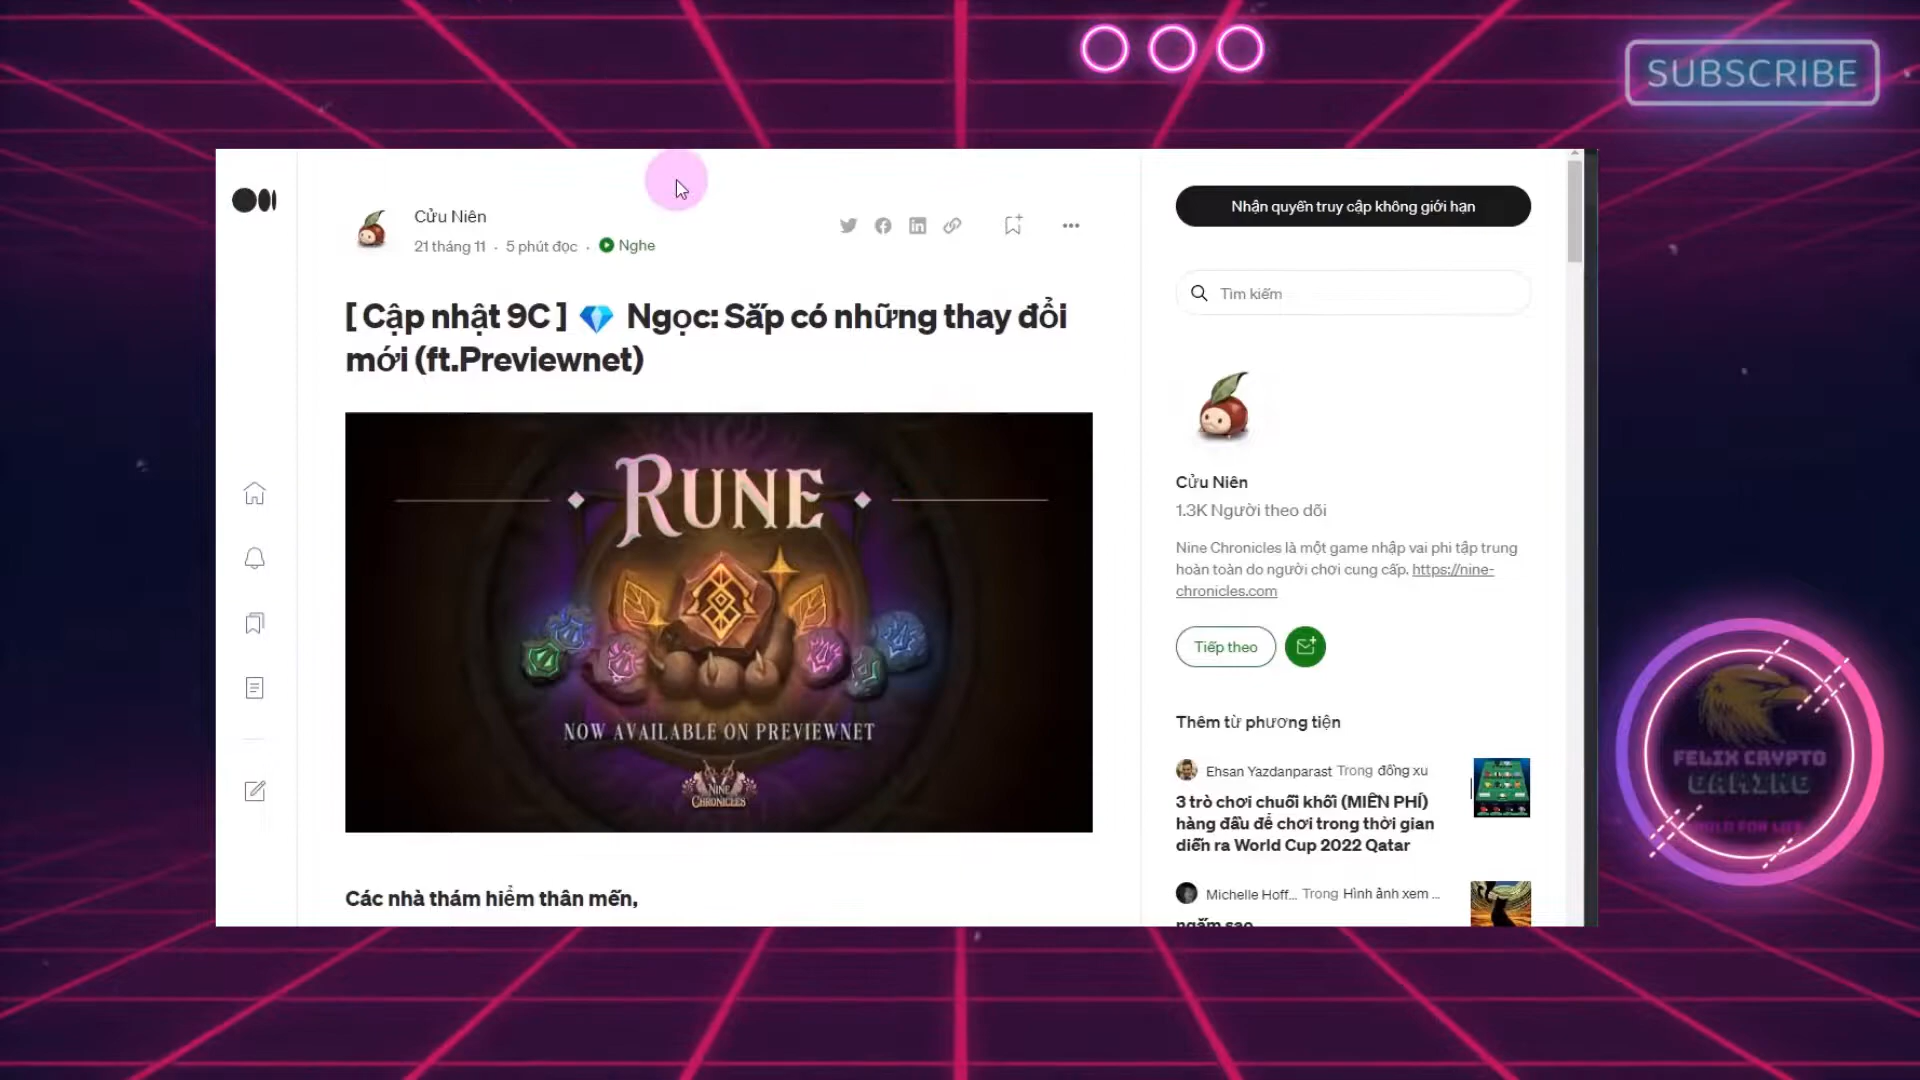 SUBSCRIBE
Cửu Niên
21 tháng 11 · 5 phút đọc · Nghe
[ Cập nhật 9C ] 💎 Ngọc: Sắp có những thay đổi
mới (ft.Previewnet)
RUNE
NOW AVAILABLE ON PREVIEWNET
NINE
CHRONICLES
Các nhà thám hiểm thân mến,
Nhận quyền truy cập không giới hạn
Tìm kiếm
Cửu Niên
1.3K Người theo dõi
Nine Chronicles là một game nhập vai phi tập trung
hoàn toàn do người chơi cung cấp. https://nine-
chronicles.com
Tiếp theo
Thêm từ phương tiện
Ehsan Yazdanparast Trong đồng xu
3 trò chơi chuỗi khối (MIỄN PHÍ)
hàng đầu để chơi trong thời gian
diễn ra World Cup 2022 Qatar
Michelle Hoff... Trong Hình ảnh xem ...
ngắm sao
FELIX CRYPTO
GAMING